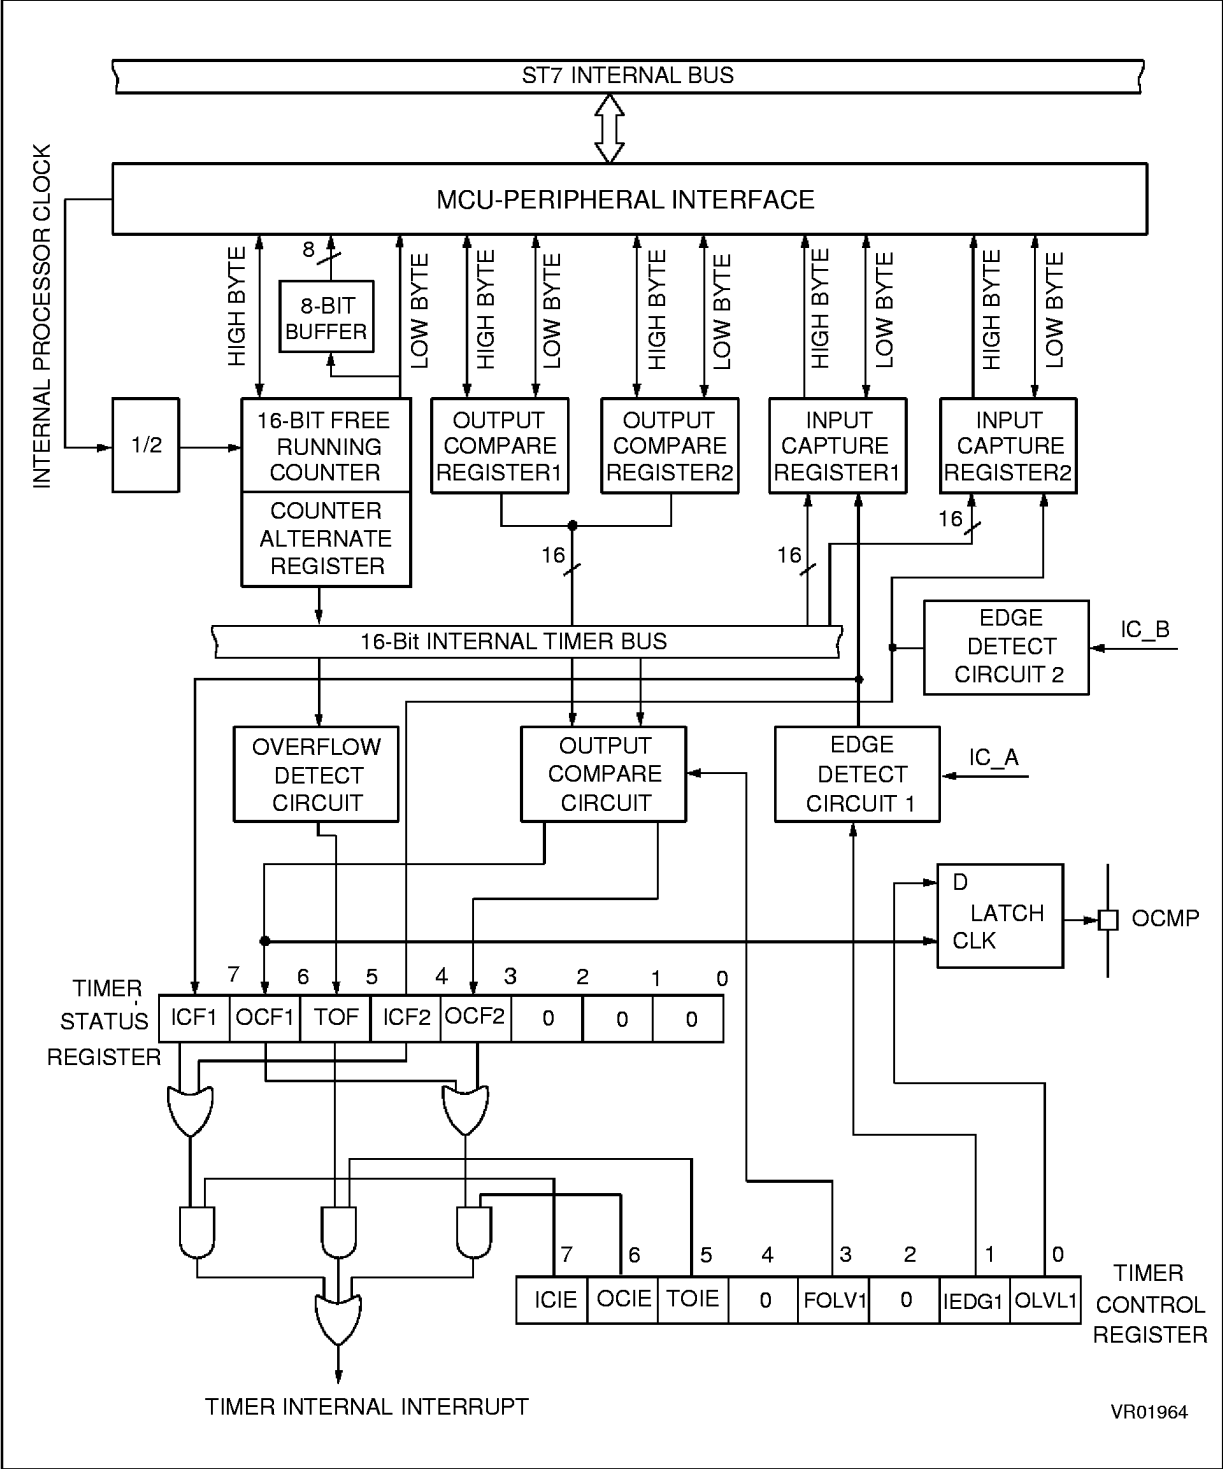 ST7 INTERNAL BUS
MCU-PERIPHERAL INTERFACE
INTERNAL PROCESSOR CLOCK
HIGH BYTE
8
8-BIT
BUFFER
LOW BYTE
HIGH BYTE
LOW BYTE
HIGH BYTE
LOW BYTE
HIGH BYTE
LOW BYTE
HIGH BYTE
LOW BYTE
1/2
16-BIT FREE
RUNNING
COUNTER
COUNTER
ALTERNATE
REGISTER
OUTPUT
COMPARE
REGISTER1
OUTPUT
COMPARE
REGISTER2
INPUT
CAPTURE
REGISTER1
INPUT
CAPTURE
REGISTER2
16
16
16
16-Bit INTERNAL TIMER BUS
EDGE
DETECT
CIRCUIT 2
IC_B
OVERFLOW
DETECT
CIRCUIT
OUTPUT
COMPARE
CIRCUIT
EDGE
DETECT
CIRCUIT 1
IC_A
D
LATCH
CLK
OCMP
7 6 5 4 3 2 1 0
TIMER
STATUS
REGISTER
ICF1 OCF1 TOF ICF2 OCF2 0 0 0
7 6 5 4 3 2 1 0
ICIE OCIE TOIE 0 FOLV1 0 IEDG1 OLVL1
TIMER
CONTROL
REGISTER
TIMER INTERNAL INTERRUPT
VR01964